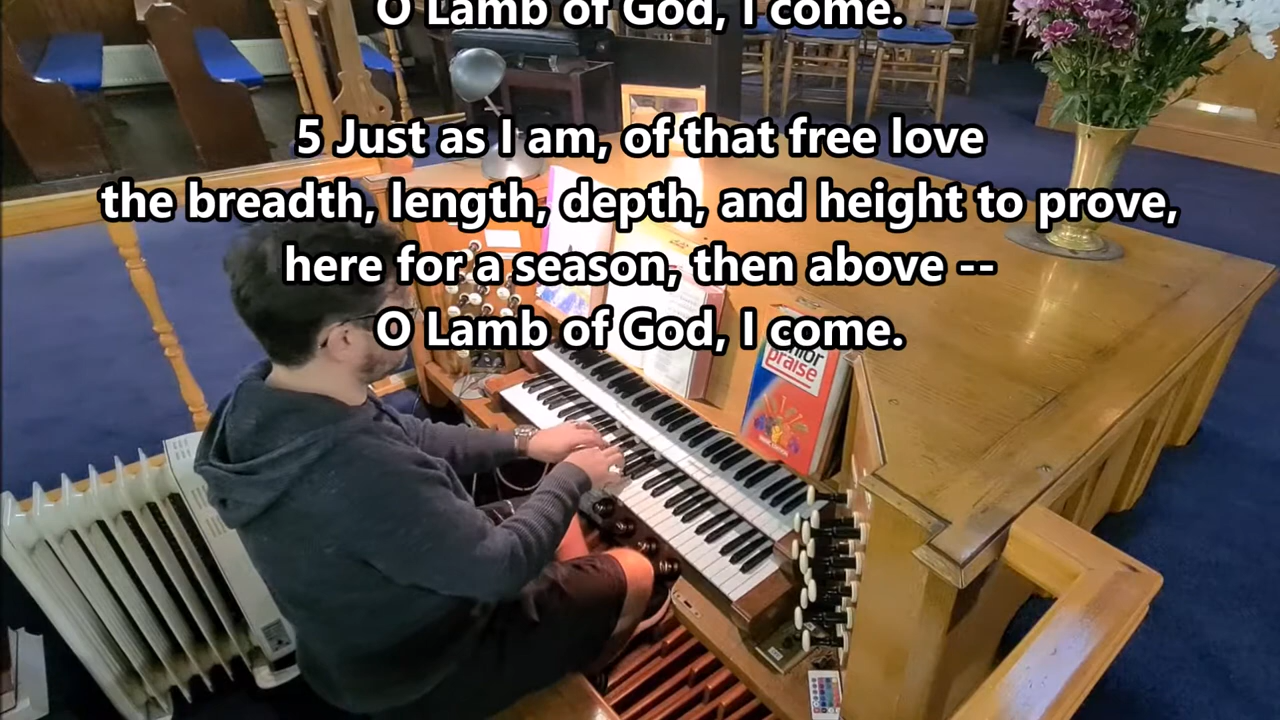 O Lamb of God, I come.
5 Just as I am, of that free love
the breadth, length, depth, and height to prove,
here for a season, then above --
O Lamb of God, I come.
praise